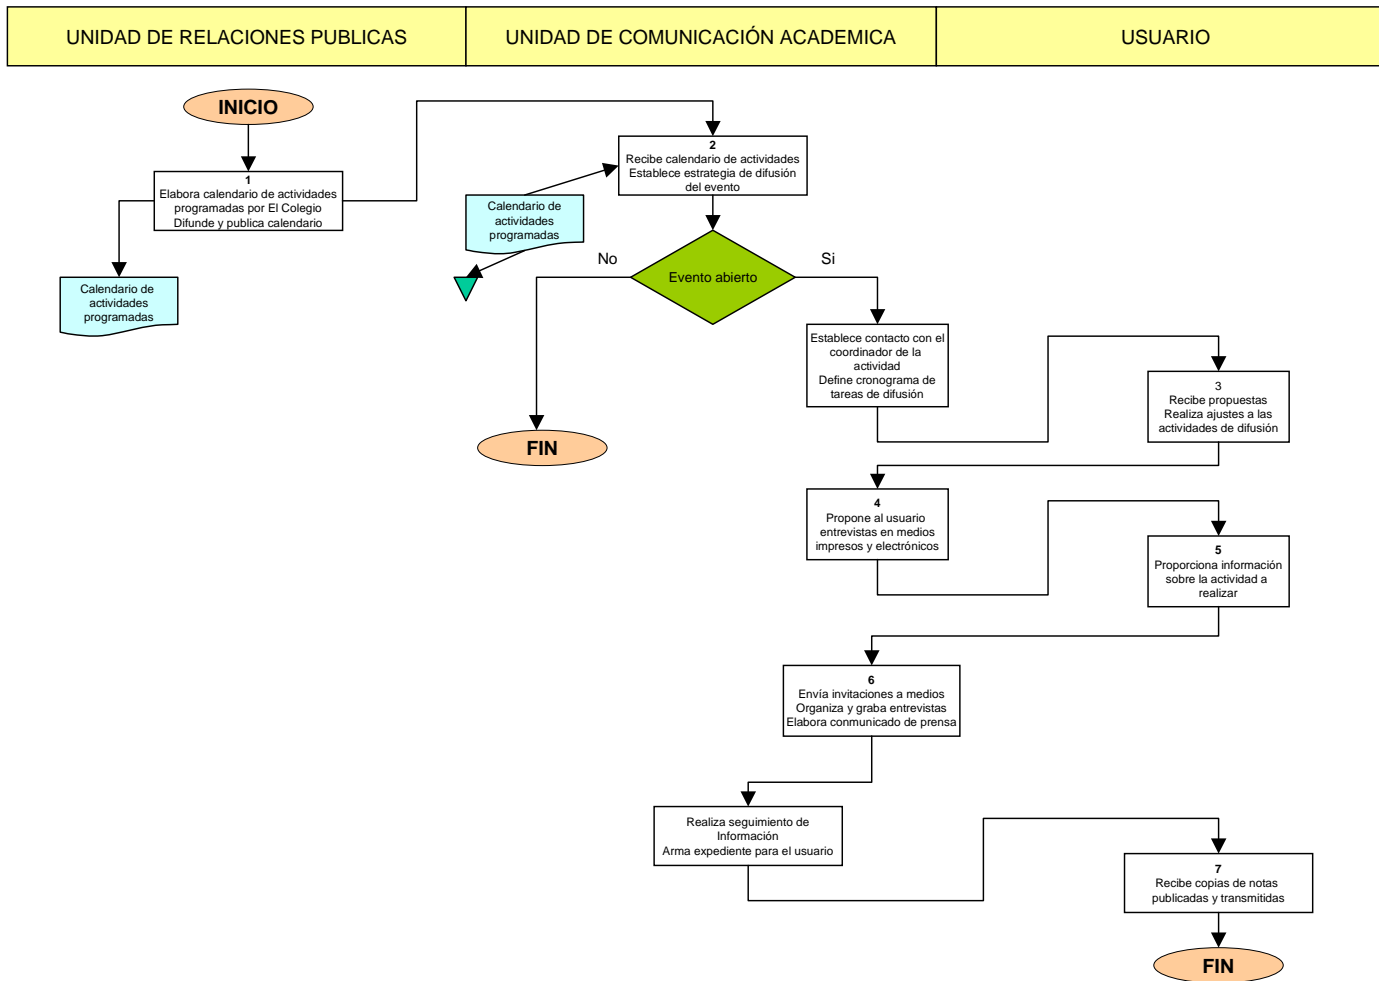 UNIDAD DE RELACIONES PUBLICAS
UNIDAD DE COMUNICACIÓN ACADEMICA
USUARIO
INICIO
1
Elabora calendario de actividades
programadas por El Colegio
Difunde y publica calendario
Calendario de
actividades
programadas
2
Recibe calendario de actividades
Establece estrategia de difusión
del evento
Calendario de
actividades
programadas
No
Evento abierto
Si
FIN
Establece contacto con el
coordinador de la
actividad
Define cronograma de
tareas de difusión
3
Recibe propuestas
Realiza ajustes a las
actividades de difusión
4
Propone al usuario
entrevistas en medios
impresos y electrónicos
5
Proporciona información
sobre la actividad a
realizar
6
Envía invitaciones a medios
Organiza y graba entrevistas
Elabora conmunicado de prensa
Realiza seguimiento de
Información
Arma expediente para el usuario
7
Recibe copias de notas
publicadas y transmitidas
FIN